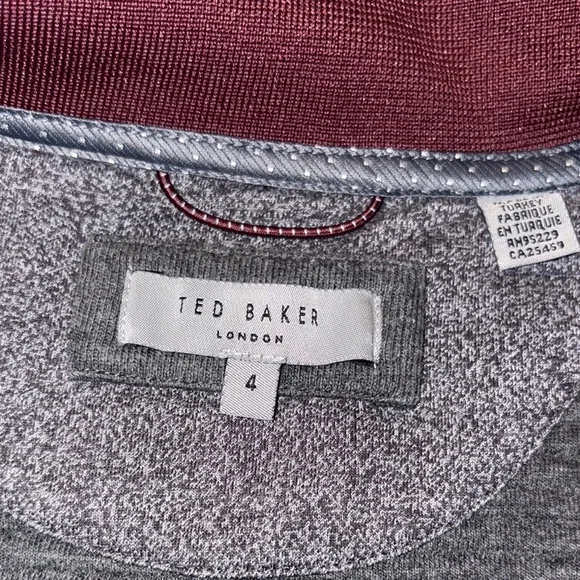 TED BAKER
LONDON
4
TURKEY
FABRIQUE
EN TURQUIE
RN95229
CA25459